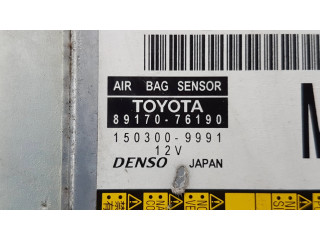 AIR BAG SENSOR
TOYOTA
89170-76190
150300-9991
12V
DENSO JAPAN
M